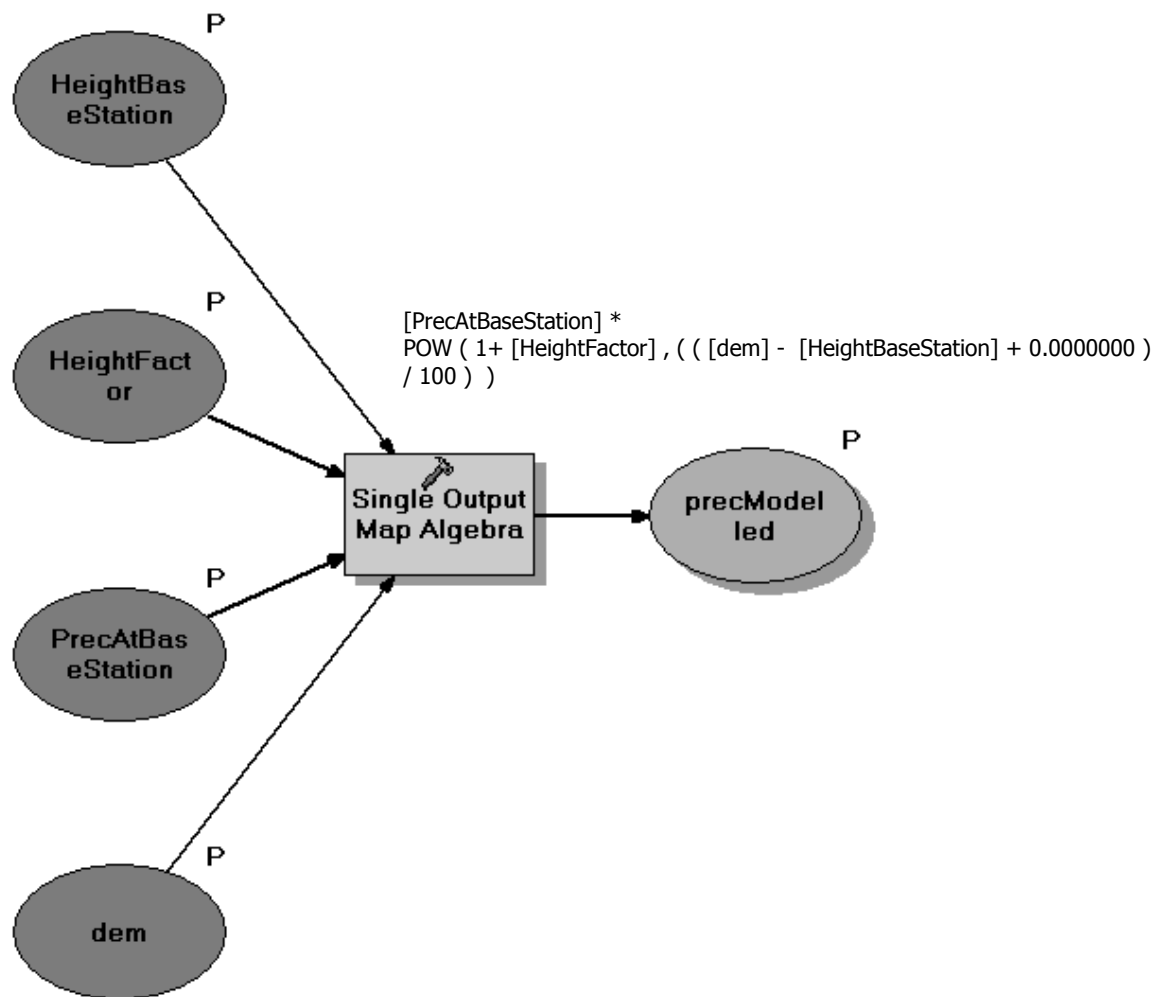 P
HeightBas
eStation
P
HeightFact
or
[PrecAtBaseStation] *
POW ( 1+ [HeightFactor] , ( ( [dem] -  [HeightBaseStation] + 0.0000000 )
/ 100 )  )
P
Single Output
Map Algebra
precModel
led
P
PrecAtBas
eStation
P
dem